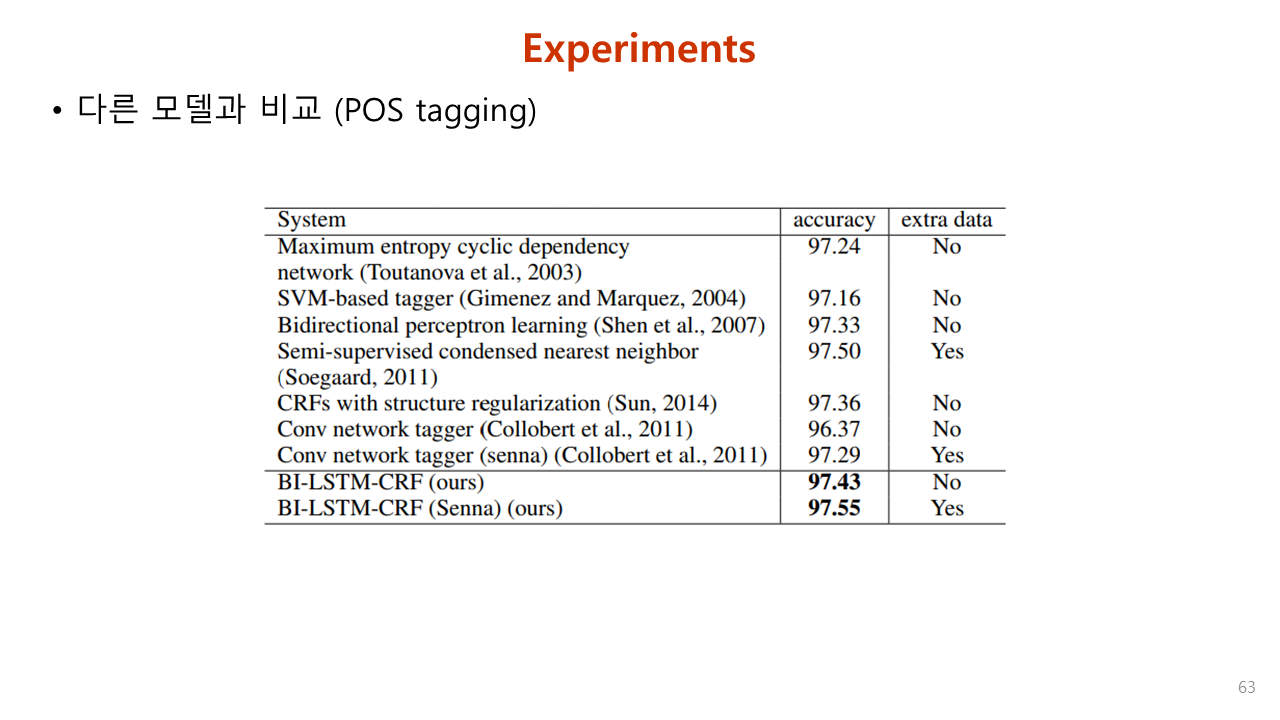 Experiments
• 다른 모델과 비교 (POS tagging)
System accuracy extra data
Maximum entropy cyclic dependency 97.24 No
network (Toutanova et al., 2003)
SVM-based tagger (Gimenez and Marquez, 2004) 97.16 No
Bidirectional perceptron learning (Shen et al., 2007) 97.33 No
Semi-supervised condensed nearest neighbor 97.50 Yes
(Soegaard, 2011)
CRFs with structure regularization (Sun, 2014) 97.36 No
Conv network tagger (Collobert et al., 2011) 96.37 No
Conv network tagger (senna) (Collobert et al., 2011) 97.29 Yes
BI-LSTM-CRF (ours) 97.43 No
BI-LSTM-CRF (Senna) (ours) 97.55 Yes
63